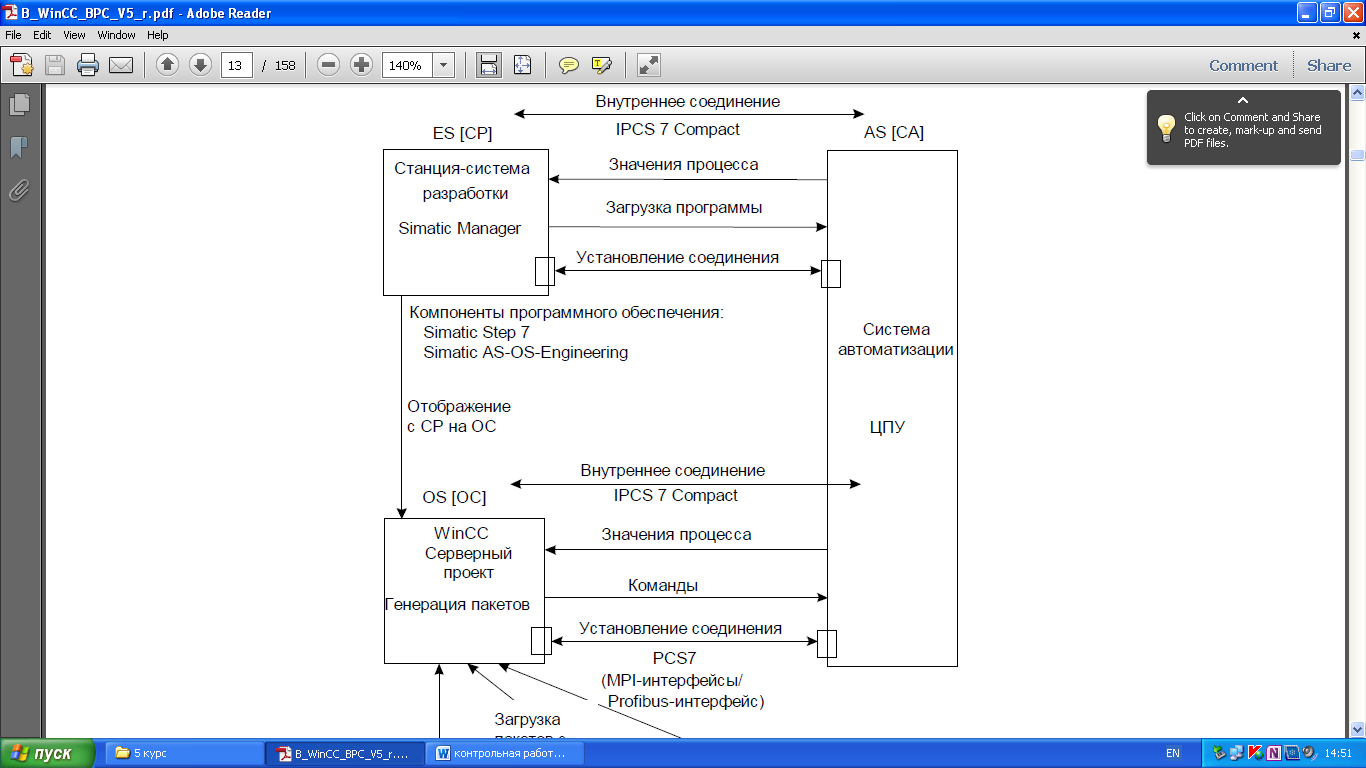 B_WinCC_BPC_V5_r.pdf - Adobe Reader
File Edit View Window Help
13 / 158
140%
Comment Share
Click on Comment and Share
to create, mark-up and send
PDF files.
Внутреннее соединение
IPCS 7 Compact
ES [СР]
AS [СА]
Станция-система
разработки
Simatic Manager
Значения процесса
Загрузка программы
Установление соединения
Компоненты программного обеспечения:
Simatic Step 7
Simatic AS-OS-Engineering
Система
автоматизации
Отображение
с СР на ОС
ЦПУ
Внутреннее соединение
IPCS 7 Compact
OS [ОС]
WinCC
Серверный
проект
Генерация пакетов
Значения процесса
Команды
Установление соединения
PCS7
(MPI-интерфейсы/
Profibus-интерфейс)
Загрузка
пакетов с
пуск
5 курс
B_WinCC_BPC_V5_r....
контрольная работ...
EN
14:51